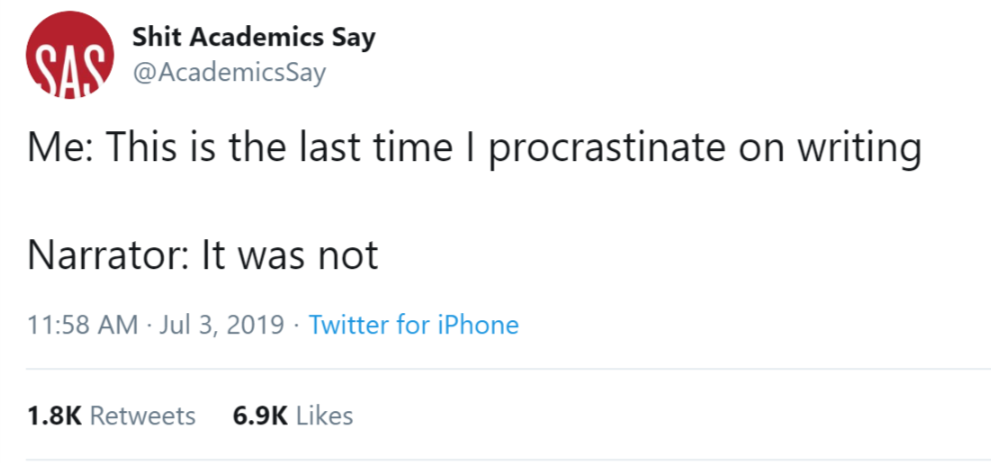 SAS
Shit Academics Say
@AcademicsSay
Me: This is the last time I procrastinate on writing
Narrator: It was not
11:58 AM · Jul 3, 2019 · Twitter for iPhone
1.8K Retweets 6.9K Likes